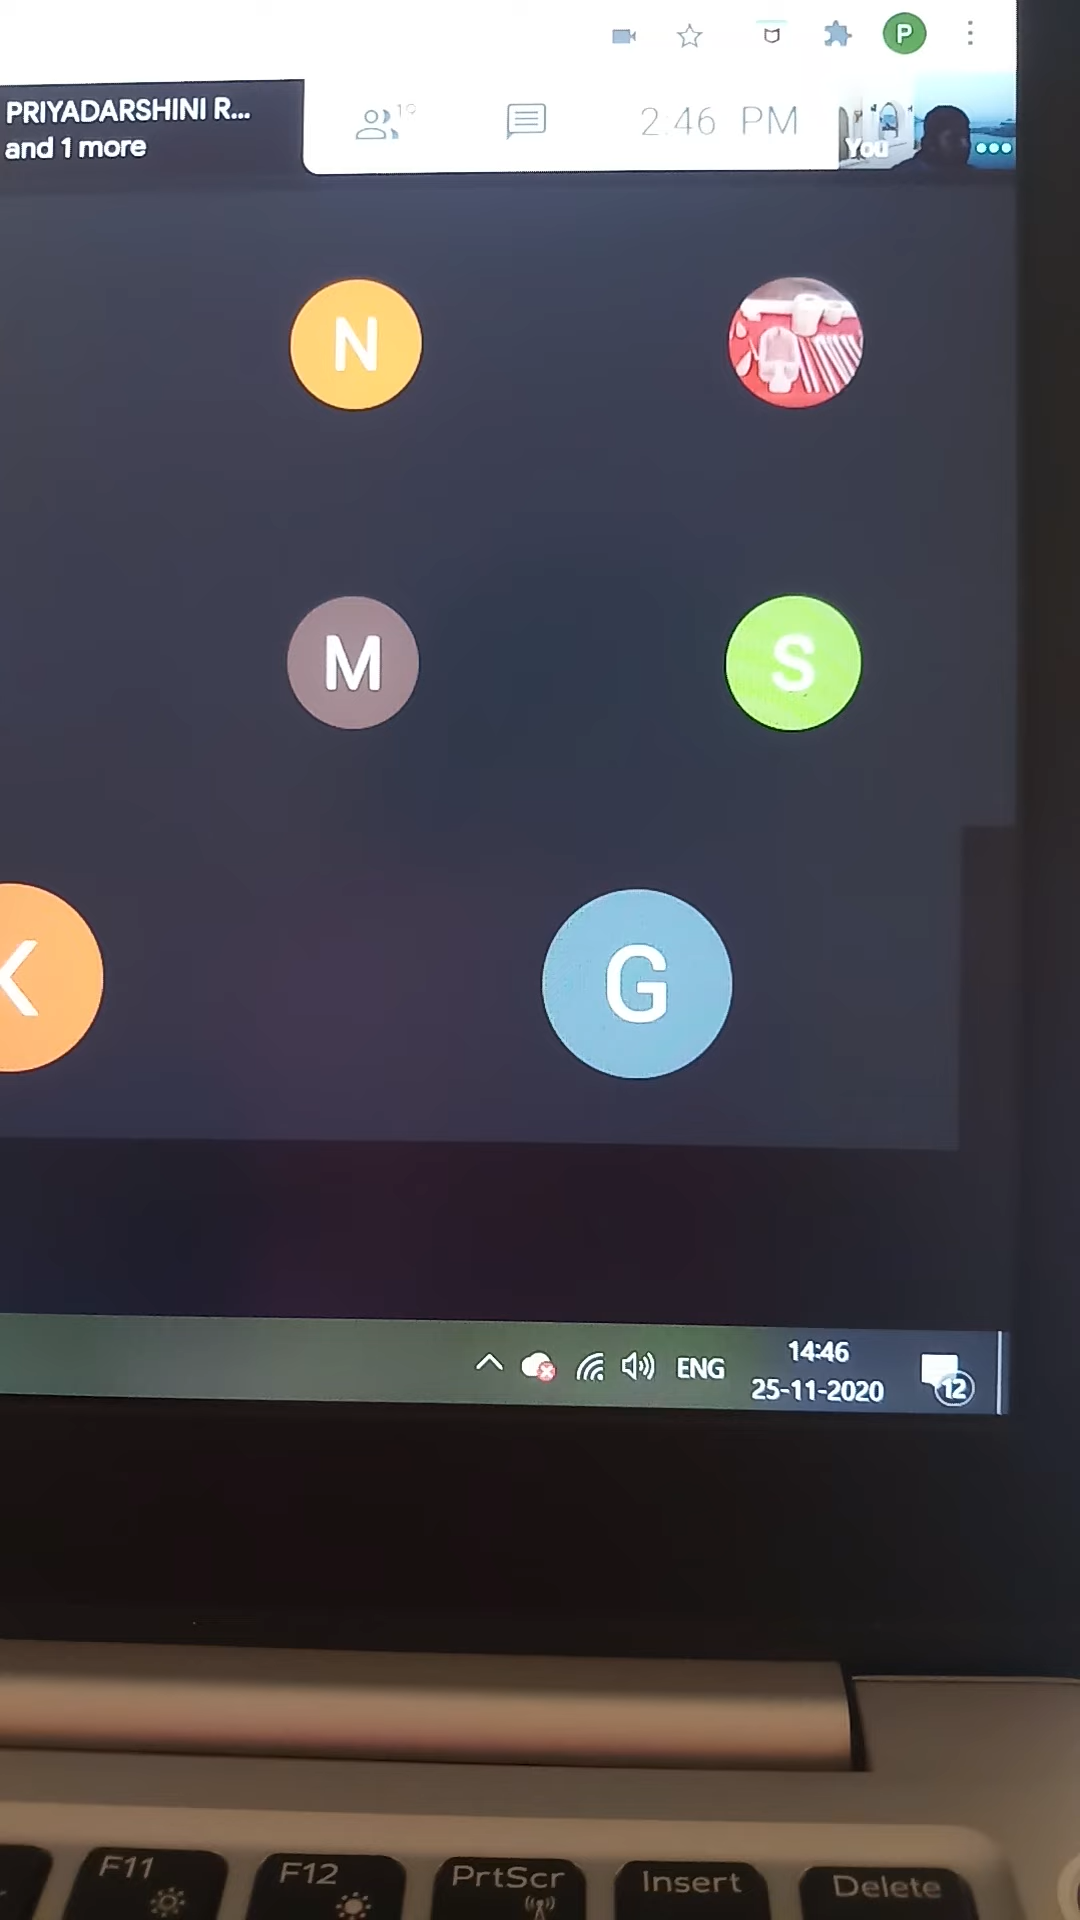 P
PRIYADARSHINI R...
and 1 more
19
2:46 PM
You
N
M
S
K
G
ENG
14:46
25-11-2020
12
F11
F12
PrtScr
Insert
Delete